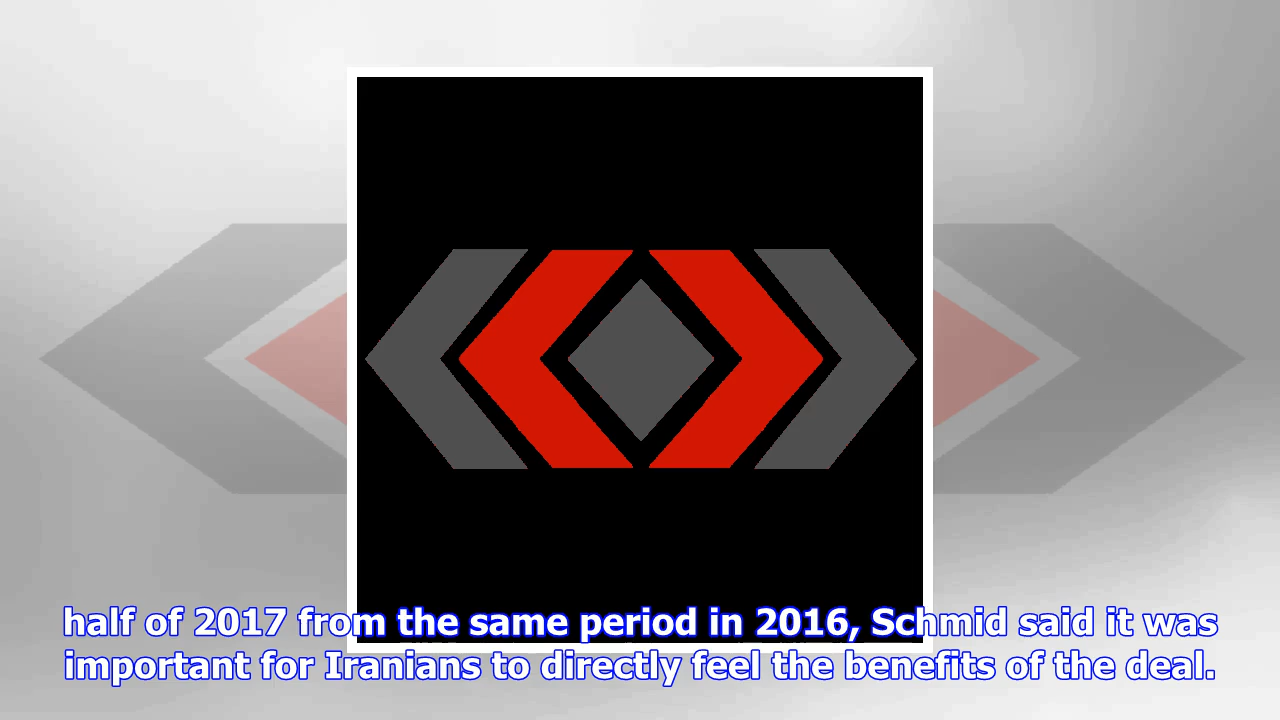 half of 2017 from the same period in 2016, Schmid said it was
important for Iranians to directly feel the benefits of the deal.